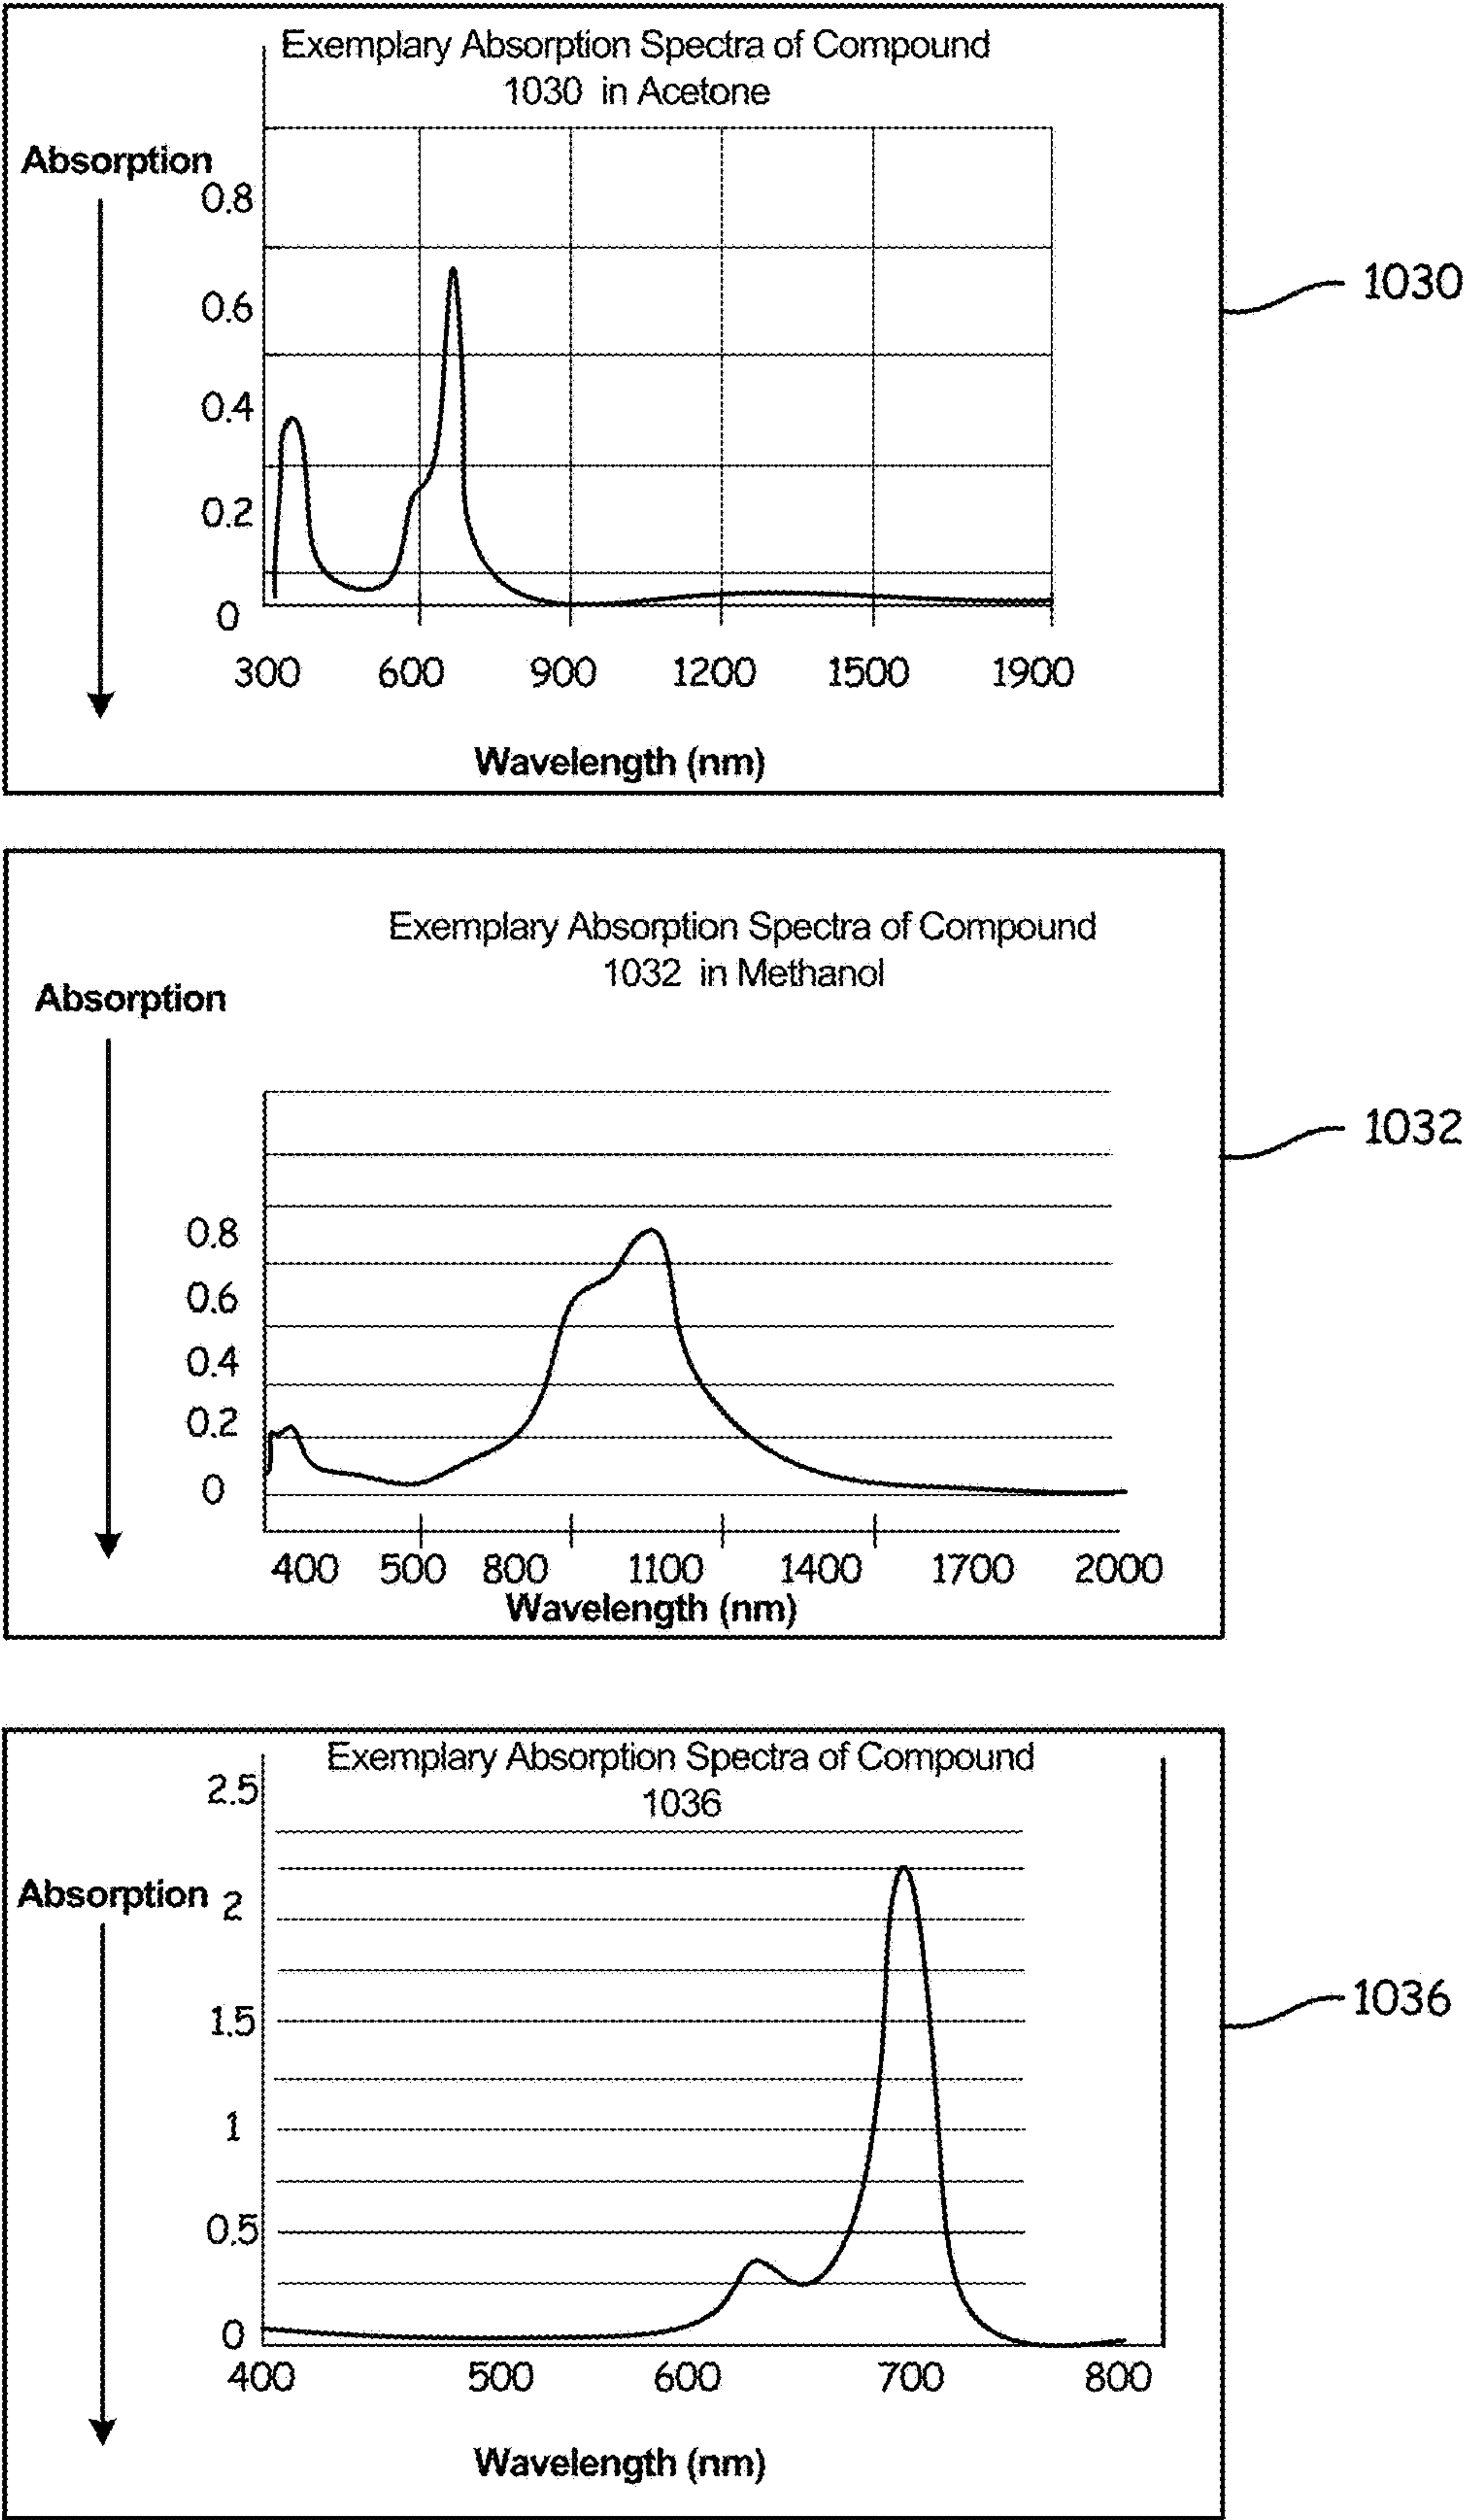 Exemplary Absorption Spectra of Compound
1030 in Acetone
Absorption
0.8
0.6
0.4
0.2
0
300 600 900 1200 1500 1900
Wavelength (nm)
1030
Exemplary Absorption Spectra of Compound
1032 in Methanol
Absorption
0.8
0.6
0.4
0.2
0
400 500 800 1100 1400 1700 2000
Wavelength (nm)
1032
Exemplary Absorption Spectra of Compound
1036
Absorption
2.5
2
1.5
1
0.5
0
400 500 600 700 800
Wavelength (nm)
1036